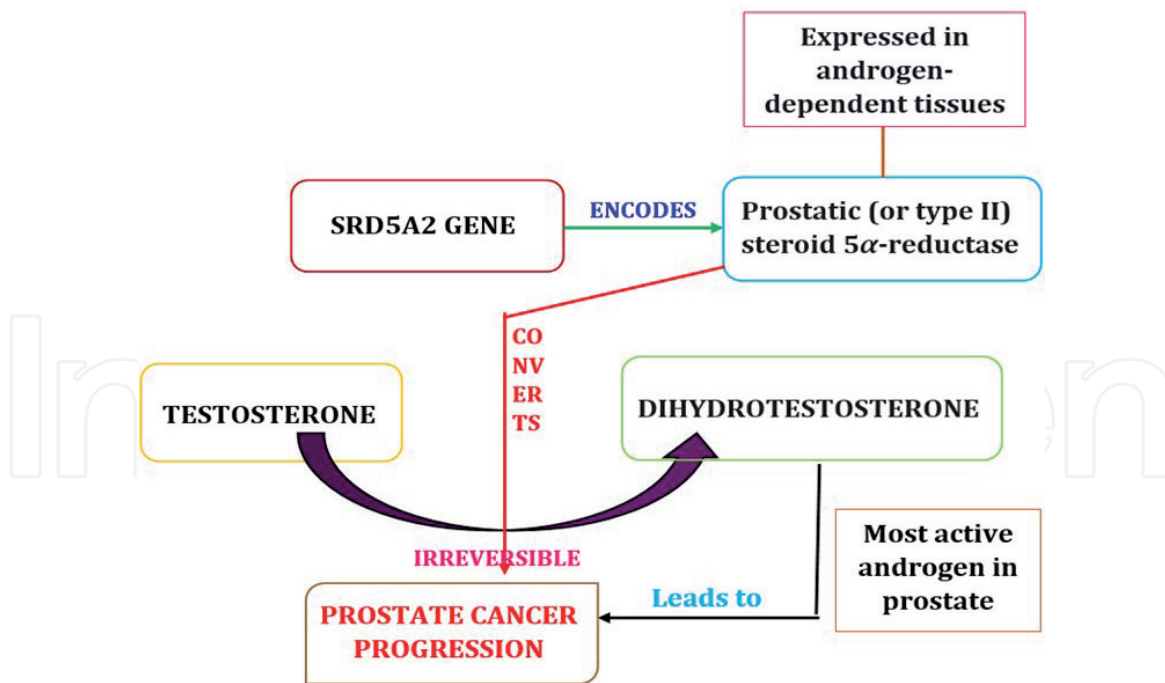 Expressed in
androgen-
dependent tissues
SRD5A2 GENE
ENCODES
Prostatic (or type II)
steroid 5α-reductase
CO
NV
ER
TS
TESTOSTERONE
DIHYDROTESTOSTERONE
IRREVERSIBLE
PROSTATE CANCER
PROGRESSION
Leads to
Most active
androgen in
prostate